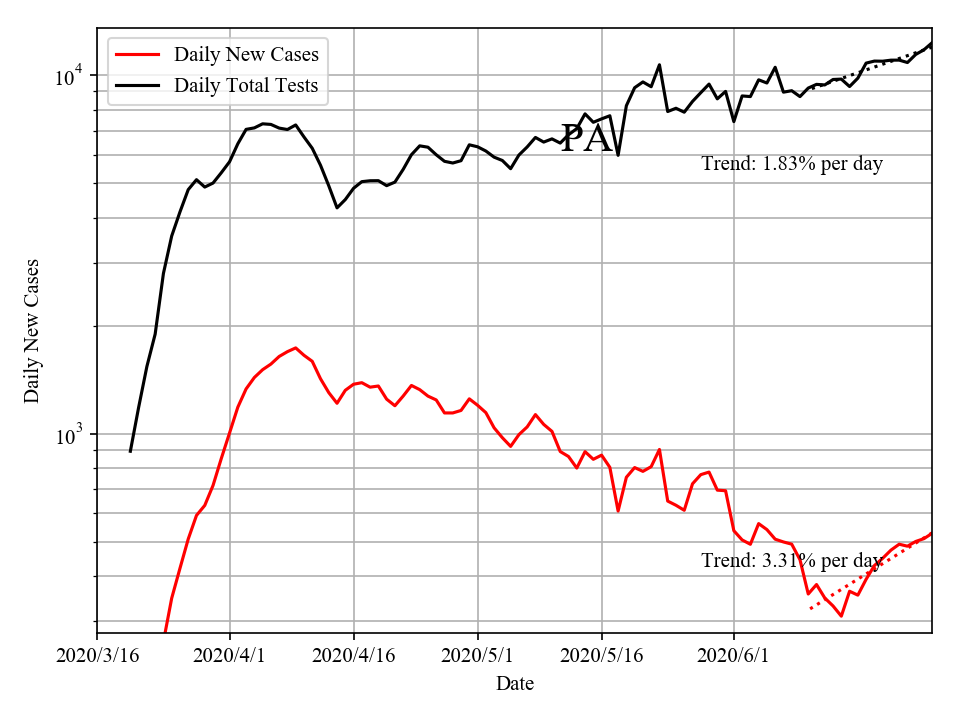 Daily New Cases
Daily Total Tests
10^4
PA
Trend: 1.83% per day
Daily New Cases
10^3
Trend: 3.31% per day
2020/3/16 2020/4/1 2020/4/16 2020/5/1 2020/5/16 2020/6/1
Date